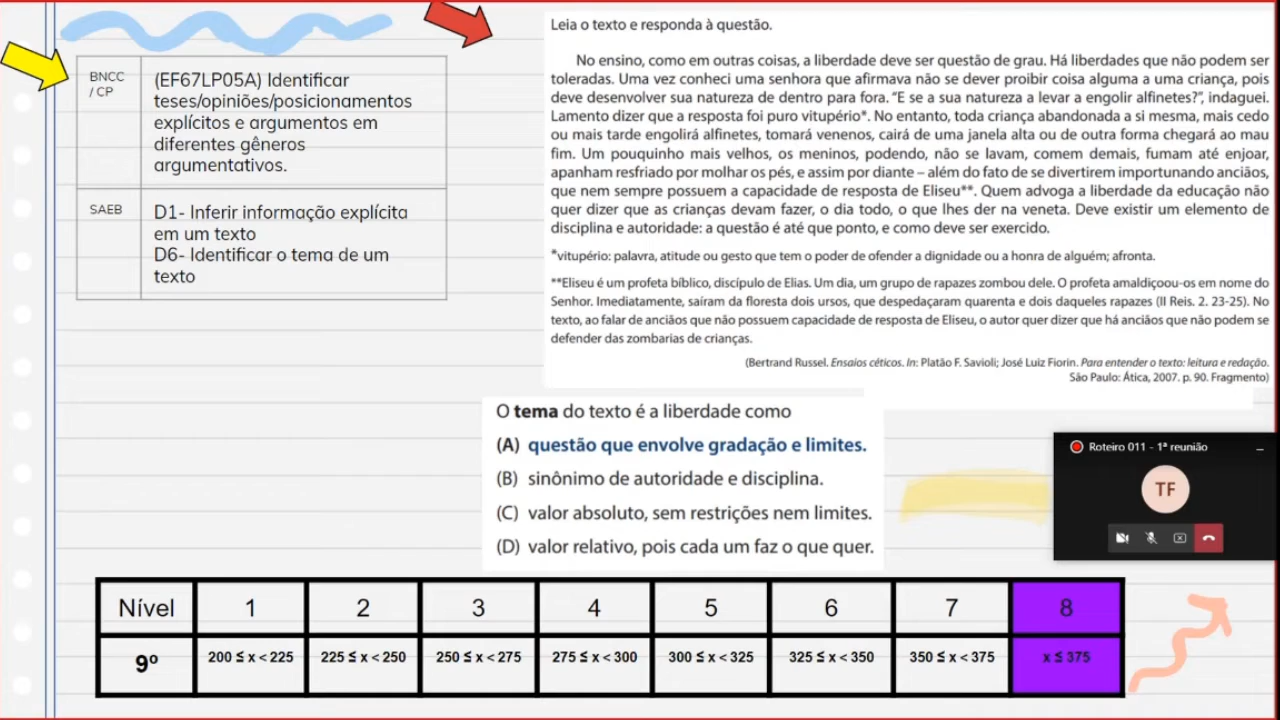 BNCC
/ CP
(EF67LP05A) Identificar
teses/opiniões/posicionamentos
explícitos e argumentos em
diferentes gêneros
argumentativos.
SAEB
D1- Inferir informação explícita
em um texto
D6- Identificar o tema de um
texto
Leia o texto e responda à questão.
No ensino, como em outras coisas, a liberdade deve ser questão de grau. Há liberdades que não podem ser
toleradas. Uma vez conheci uma senhora que afirmava não se dever proibir coisa alguma a uma criança, pois
deve desenvolver sua natureza de dentro para fora. “E se a sua natureza a levar a engolir alfinetes?”, indaguei.
Lamento dizer que a resposta foi puro vitupério*. No entanto, toda criança abandonada a si mesma, mais cedo
ou mais tarde engolirá alfinetes, tomará venenos, cairá de uma janela alta ou de outra forma chegará ao mau
fim. Um pouquinho mais velhos, os meninos, podendo, não se lavam, comem demais, fumam até enjoar,
apanham resfriado por molhar os pés, e assim por diante – além do fato de se divertirem importunando anciãos,
que nem sempre possuem a capacidade de resposta de Eliseu**. Quem advoga a liberdade da educação não
quer dizer que as crianças devam fazer, o dia todo, o que lhes der na veneta. Deve existir um elemento de
disciplina e autoridade: a questão é até que ponto, e como deve ser exercido.
*vitupério: palavra, atitude ou gesto que tem o poder de ofender a dignidade ou a honra de alguém; afronta.
**Eliseu é um profeta bíblico, discípulo de Elias. Um dia, um grupo de rapazes zombou dele. O profeta amaldiçoou-os em nome do
Senhor. Imediatamente, saíram da floresta dois ursos, que despedaçaram quarenta e dois daqueles rapazes (II Reis. 2. 23-25). No
texto, ao falar de anciãos que não possuem capacidade de resposta de Eliseu, o autor quer dizer que há anciãos que não podem se
defender das zombarias de crianças.
(Bertrand Russel. Ensaios céticos. In: Platão F. Savioli; José Luiz Fiorin. Para entender o texto: leitura e redação.
São Paulo: Ática, 2007. p. 90. Fragmento)
O tema do texto é a liberdade como
(A) questão que envolve gradação e limites.
(B) sinônimo de autoridade e disciplina.
(C) valor absoluto, sem restrições nem limites.
(D) valor relativo, pois cada um faz o que quer.
Roteiro 011 - 1ª reunião
TF
Nível 1 2 3 4 5 6 7 8
9º 200 ≤ x < 225 225 ≤ x < 250 250 ≤ x < 275 275 ≤ x < 300 300 ≤ x < 325 325 ≤ x < 350 350 ≤ x < 375 x ≤ 375